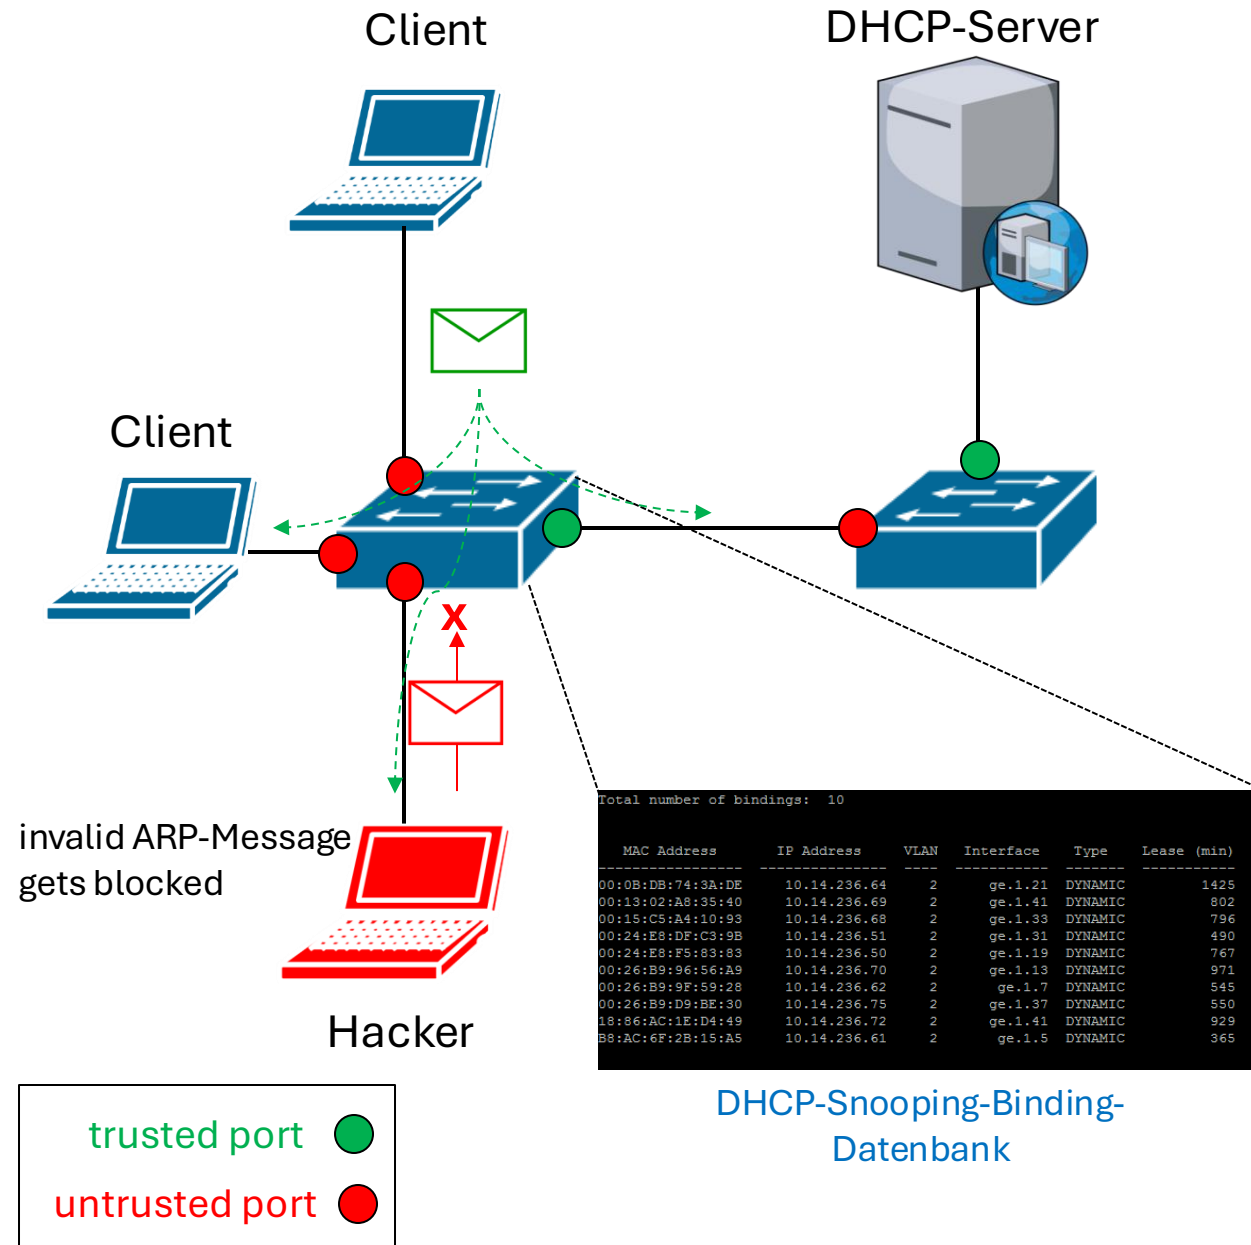 Client
DHCP-Server
Client
X
invalid ARP-Message
gets blocked
Hacker
Total number of bindings: 10
MAC Address IP Address VLAN Interface Type Lease (min)
----------------- --------------- ---- ----------- ------- -----------
00:0B:DB:74:3A:DE 10.14.236.64 2 ge.1.21 DYNAMIC 1425
00:13:02:A8:35:40 10.14.236.69 2 ge.1.41 DYNAMIC 802
00:15:C5:A4:10:93 10.14.236.68 2 ge.1.33 DYNAMIC 796
00:24:E8:DF:C3:9B 10.14.236.51 2 ge.1.31 DYNAMIC 490
00:24:E8:F5:83:83 10.14.236.50 2 ge.1.19 DYNAMIC 767
00:26:B9:96:56:A9 10.14.236.70 2 ge.1.13 DYNAMIC 971
00:26:B9:9F:59:28 10.14.236.62 2 ge.1.7 DYNAMIC 545
00:26:B9:D9:BE:30 10.14.236.75 2 ge.1.37 DYNAMIC 550
18:86:AC:1E:D4:49 10.14.236.72 2 ge.1.41 DYNAMIC 929
B8:AC:6F:2B:15:A5 10.14.236.61 2 ge.1.5 DYNAMIC 365
DHCP-Snooping-Binding-
Datenbank
trusted port
untrusted port